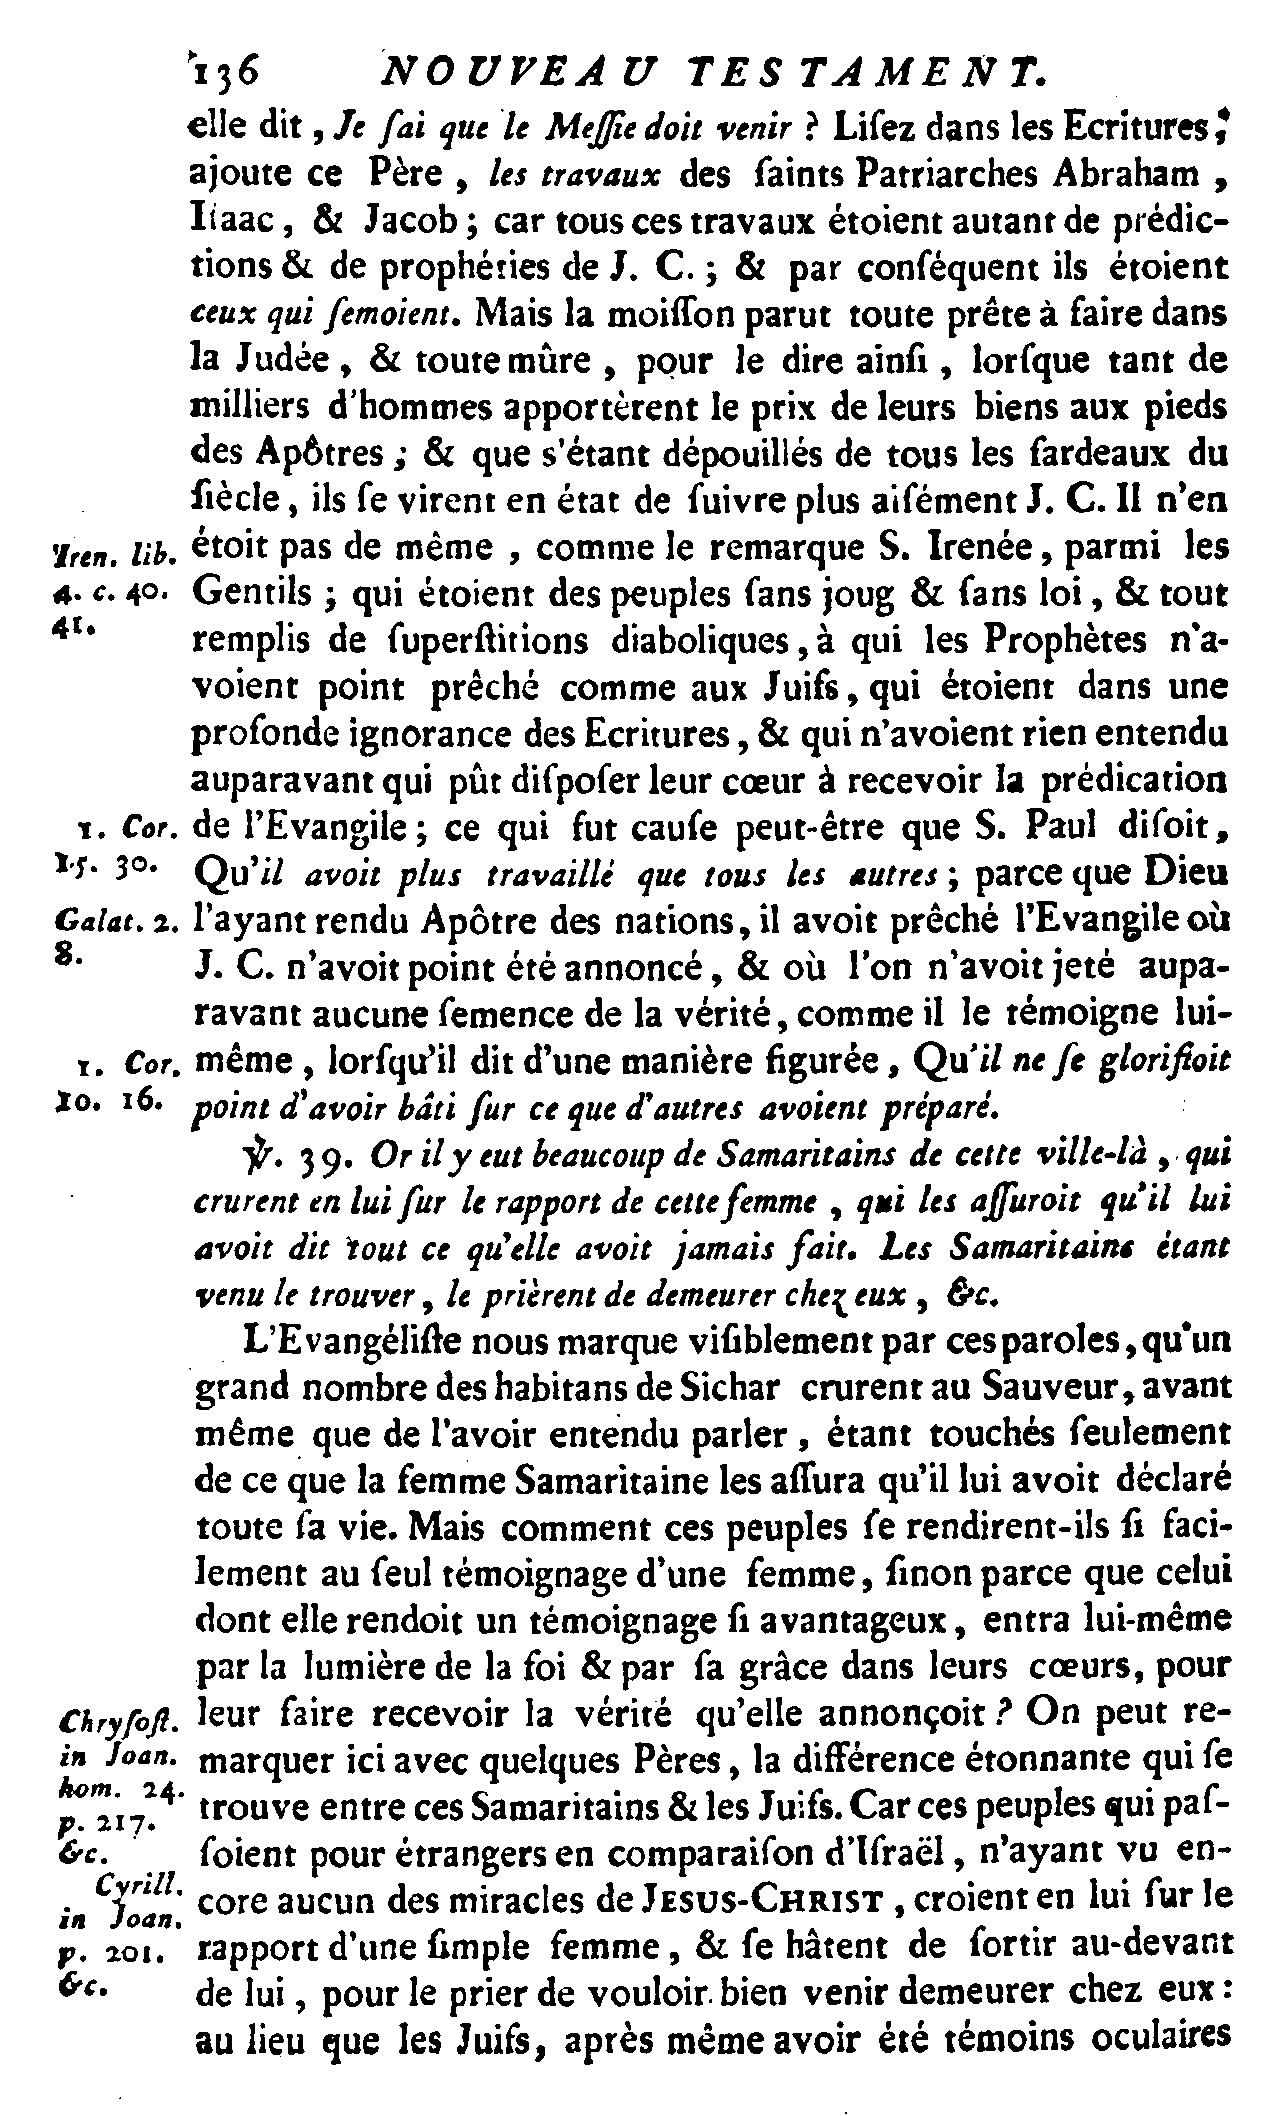 136 NOUVEAU TESTAMENT.
elle dit , Je ſai que le Meſſie doit venir ? Liſez dans les Ecritures ;
ajoute ce Père , les travaux des ſaints Patriarches Abraham ,
Iſaac , & Jacob ; car tous ces travaux étoient autant de prédic-
tions & de prophéties de J. C. ; & par conſéquent ils étoient
ceux qui ſemoient. Mais la moiſſon parut toute prête à faire dans
la Judée , & toute mûre , pour le dire ainſi , lorſque tant de
milliers d'hommes apportèrent le prix de leurs biens aux pieds
des Apôtres ; & que s'étant dépouillés de tous les fardeaux du
ſiècle , ils ſe virent en état de ſuivre plus aiſément J. C. Il n'en
Iren. lib. étoit pas de même , comme le remarque S. Irenée , parmi les
4. c. 40. Gentils ; qui étoient des peuples ſans joug & ſans loi , & tout
41. remplis de ſuperſtitions diaboliques , à qui les Prophètes n'a-
voient point prêché comme aux Juifs , qui étoient dans une
profonde ignorance des Ecritures , & qui n'avoient rien entendu
auparavant qui pût diſpoſer leur cœur à recevoir la prédication
1. Cor. de l'Evangile ; ce qui fut cauſe peut-être que S. Paul diſoit ,
15. 30. Qu'il avoit plus travaillé que tous les autres ; parce que Dieu
Galat. 2. l'ayant rendu Apôtre des nations , il avoit prêché l'Evangile où
8. J. C. n'avoit point été annoncé , & où l'on n'avoit jeté aupa-
ravant aucune ſemence de la vérité , comme il le témoigne lui-
1. Cor. même , lorſqu'il dit d'une manière figurée , Qu'il ne ſe glorifioit
10. 16. point d'avoir bâti ſur ce que d'autres avoient préparé.
℣. 39. Or il y eut beaucoup de Samaritains de cette ville-là , qui
crurent en lui ſur le rapport de cette femme , qui les aſſuroit qu'il lui
avoit dit tout ce qu'elle avoit jamais fait. Les Samaritains étant
venu le trouver , le prièrent de demeurer chez eux , &c.
L'Evangéliſte nous marque viſiblement par ces paroles , qu'un
grand nombre des habitans de Sichar crurent au Sauveur , avant
même que de l'avoir entendu parler , étant touchés ſeulement
de ce que la femme Samaritaine les aſſura qu'il lui avoit déclaré
toute ſa vie. Mais comment ces peuples ſe rendirent-ils ſi faci-
lement au ſeul témoignage d'une femme , ſinon parce que celui
dont elle rendoit un témoignage ſi avantageux , entra lui-même
par la lumière de la foi & par ſa grâce dans leurs cœurs, pour
Chryſoſt. leur faire recevoir la vérité qu'elle annonçoit ? On peut re-
in Joan. marquer ici avec quelques Pères , la différence étonnante qui ſe
hom. 24. trouve entre ces Samaritains & les Juifs. Car ces peuples qui paſ-
p. 217.
&c. ſoient pour étrangers en comparaiſon d'Iſraël , n'ayant vu en-
Cyrill. core aucun des miracles de JESUS-CHRIST , croient en lui ſur le
in Joan.
p. 201. rapport d'une ſimple femme , & ſe hâtent de ſortir au-devant
&c. de lui , pour le prier de vouloir bien venir demeurer chez eux :
au lieu que les Juifs, après même avoir été témoins oculaires